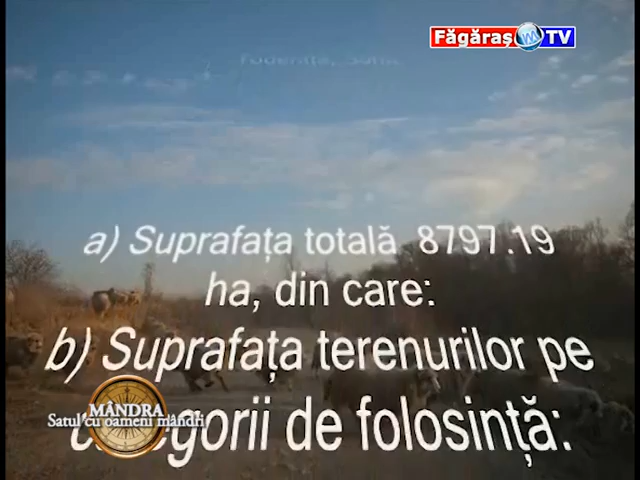 Făgăraș TV
a) Suprafața totală 8797.19
ha, din care:
b) Suprafața terenurilor pe
categorii de folosință:
MÂNDRA
Satul cu oameni mândri